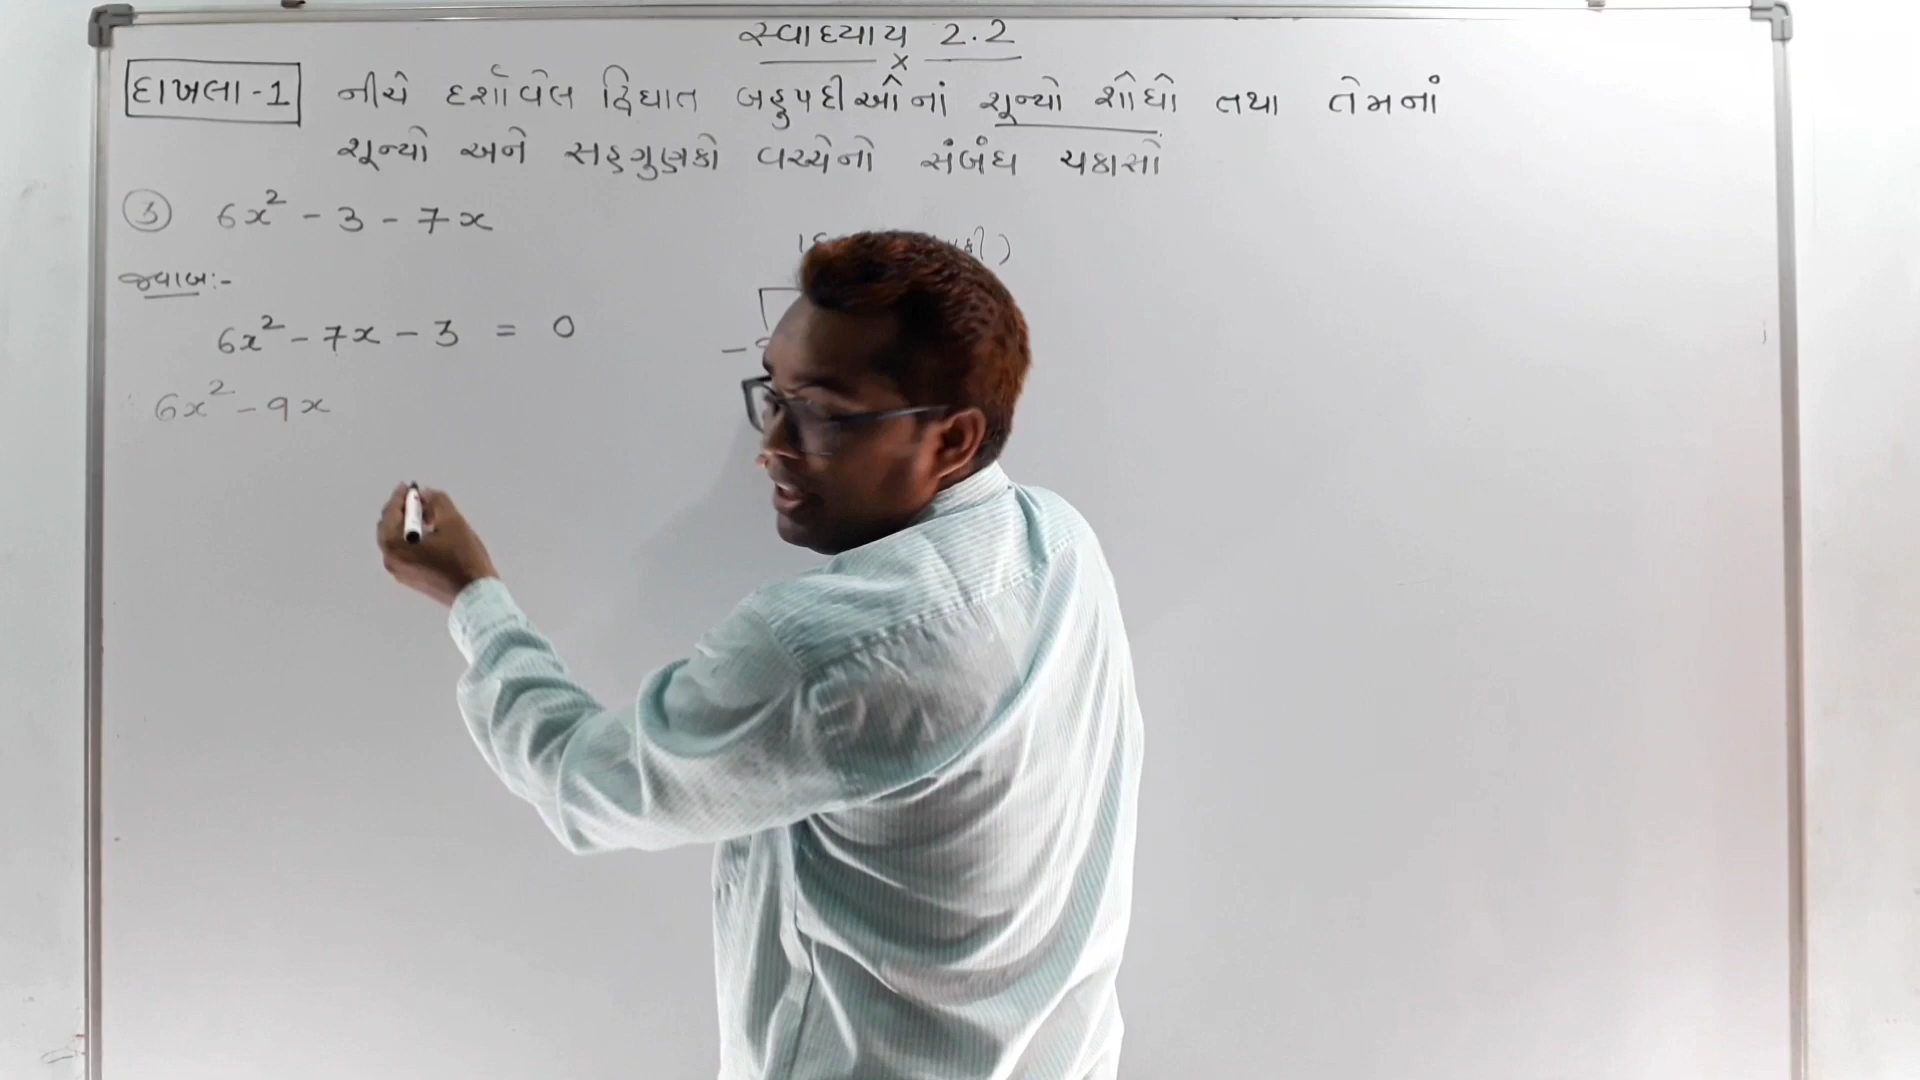 સ્વાધ્યાય 2.2
x
દાખલા-1 નીચે દર્શાવેલ દ્વિઘાત બહુપદીઓનાં શૂન્યો શોધો તથા તેમનાં
શૂન્યો અને સહગુણકો વચ્ચેનો સંબંધ ચકાસો
③ 6x² - 3 - 7x
જવાબ:-
6x² - 7x - 3 = 0
6x² - 9x